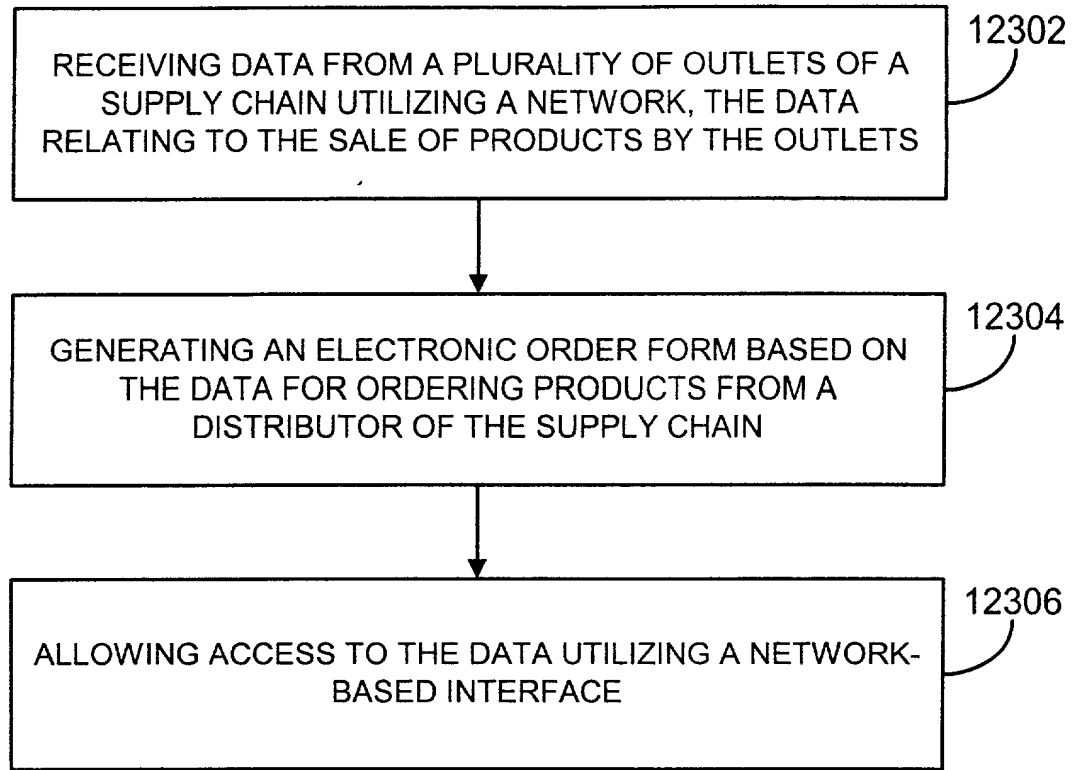 12302
RECEIVING DATA FROM A PLURALITY OF OUTLETS OF A
SUPPLY CHAIN UTILIZING A NETWORK, THE DATA
RELATING TO THE SALE OF PRODUCTS BY THE OUTLETS
12304
GENERATING AN ELECTRONIC ORDER FORM BASED ON
THE DATA FOR ORDERING PRODUCTS FROM A
DISTRIBUTOR OF THE SUPPLY CHAIN
12306
ALLOWING ACCESS TO THE DATA UTILIZING A NETWORK-
BASED INTERFACE